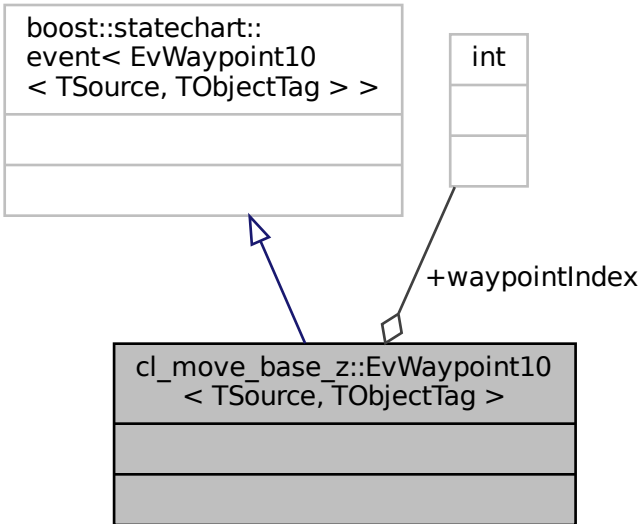 boost::statechart::
event< EvWaypoint10
< TSource, TObjectTag > >
int
+waypointIndex
cl_move_base_z::EvWaypoint10
< TSource, TObjectTag >